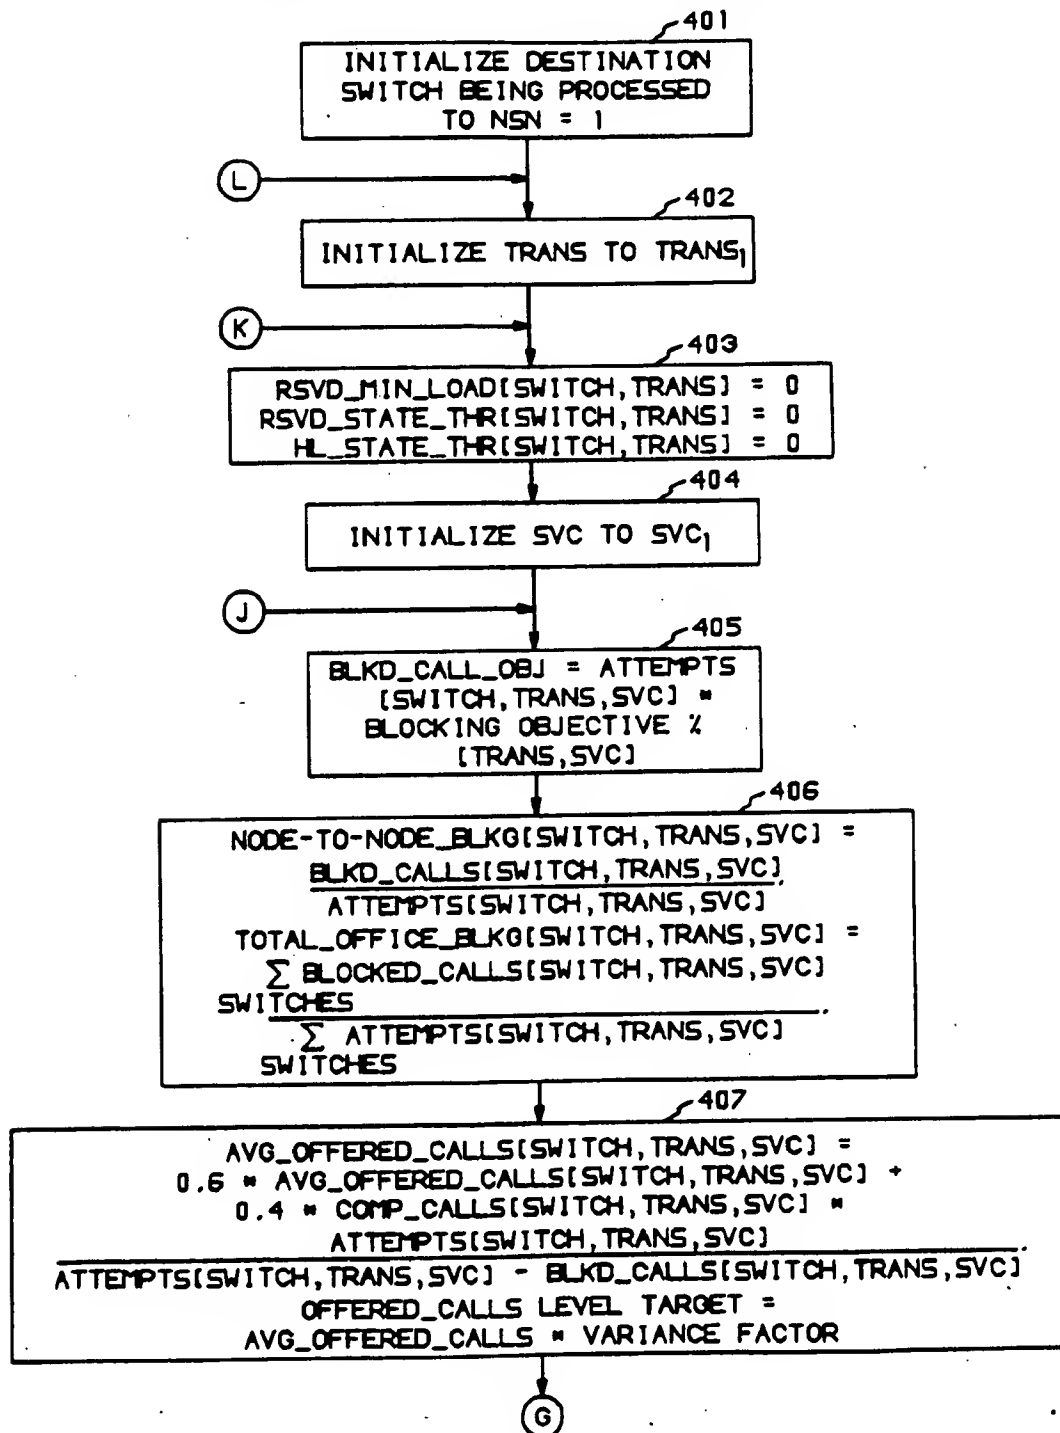 401
INITIALIZE DESTINATION
SWITCH BEING PROCESSED
TO NSN = 1
L
402
INITIALIZE TRANS TO TRANS₁
K
403
RSVD_MIN_LOAD[SWITCH,TRANS] = 0
RSVD_STATE_THR[SWITCH,TRANS] = 0
HL_STATE_THR[SWITCH,TRANS] = 0
404
INITIALIZE SVC TO SVC₁
J
405
BLKD_CALL_OBJ = ATTEMPTS
[SWITCH,TRANS,SVC] *
BLOCKING OBJECTIVE %
[TRANS,SVC]
406
NODE-TO-NODE_BLKG[SWITCH,TRANS,SVC] =
BLKD_CALLS[SWITCH,TRANS,SVC]
ATTEMPTS[SWITCH,TRANS,SVC]
TOTAL_OFFICE_BLKG[SWITCH,TRANS,SVC] =
∑ BLOCKED_CALLS[SWITCH,TRANS,SVC]
SWITCHES
∑ ATTEMPTS[SWITCH,TRANS,SVC]
SWITCHES
407
AVG_OFFERED_CALLS[SWITCH,TRANS,SVC] =
0.6 * AVG_OFFERED_CALLS[SWITCH,TRANS,SVC] +
0.4 * COMP_CALLS[SWITCH,TRANS,SVC] *
ATTEMPTS[SWITCH,TRANS,SVC]
ATTEMPTS[SWITCH,TRANS,SVC] - BLKD_CALLS[SWITCH,TRANS,SVC]
OFFERED_CALLS LEVEL TARGET =
AVG_OFFERED_CALLS * VARIANCE FACTOR
G